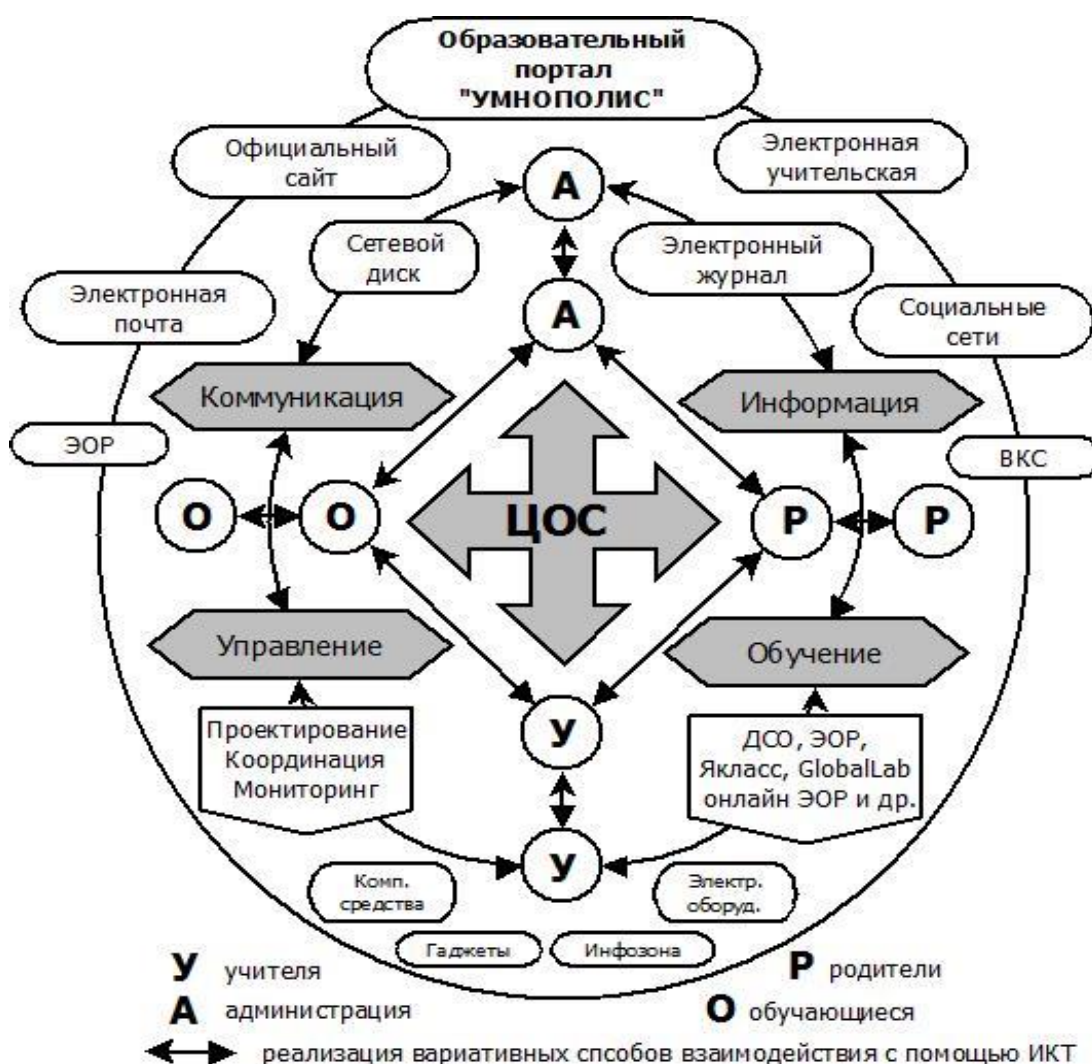 Образовательный
портал
"УМНОПОЛИС"
Официальный
сайт
Электронная
учительская
А
Сетевой
диск
Электронный
журнал
Электронная
почта
А
Социальные
сети
Коммуникация
Информация
ЭОР
ВКС
О
О
ЦОС
Р
Р
Управление
Обучение
Проектирование
Координация
Мониторинг
У
ДСО, ЭОР,
Якласс, GlobalLab
онлайн ЭОР и др.
У
Комп.
средства
Электр.
оборуд.
Гаджеты
Инфозона
У учителя
Р родители
А администрация
О обучающиеся
реализация вариативных спсобов взаимодействия с помощью ИКТ